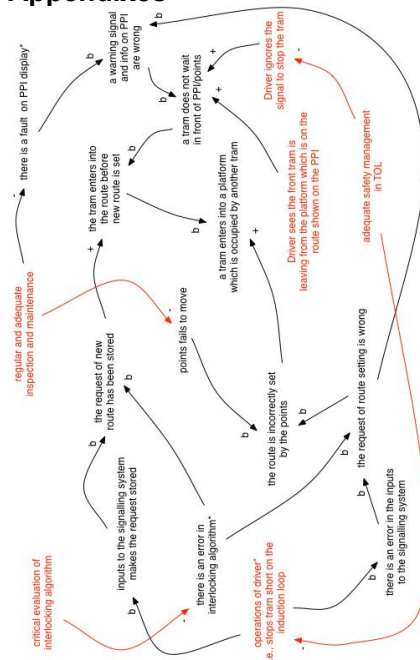 Appendixes
critical evaluation of
interlocking algorithm
regular and adequate
inspection and maintenance
-
there is a fault on PPI display*
b
b
inputs to the signalling system
makes the request stored
b
the request of new
route has been stored
b
+
the tram enters into
the route before
new route is set
b
a warning signal
and info on PPI
are wrong
b
b
-
there is an error in
interlocking algorithm*
-
points fails to move
a tram does not wait
in front of PPI/points
+
+
b
operations of driver*
i.e., stops tram short on the
induction loop
-
b
the route is incorrectly set
by the points
b
b
a tram enters into a platform
which is occupied by another tram
+
Driver ignores the
signal to stop the tram
-
b
there is an error in the inputs
to the signalling system
b
b
the request of route setting is wrong
Driver sees the front tram is
leaving from the platform which is on the
route shown on the PPI
adequate safety management
in TOL